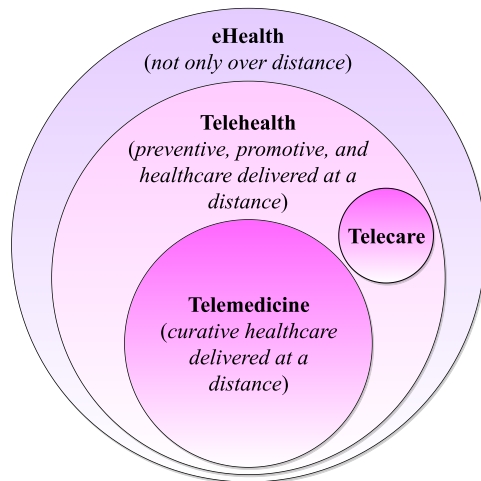 eHealth
(not only over distance)
Telehealth
(preventive, promotive, and
healthcare delivered at a
distance)
Telecare
Telemedicine
(curative healthcare
delivered at a
distance)